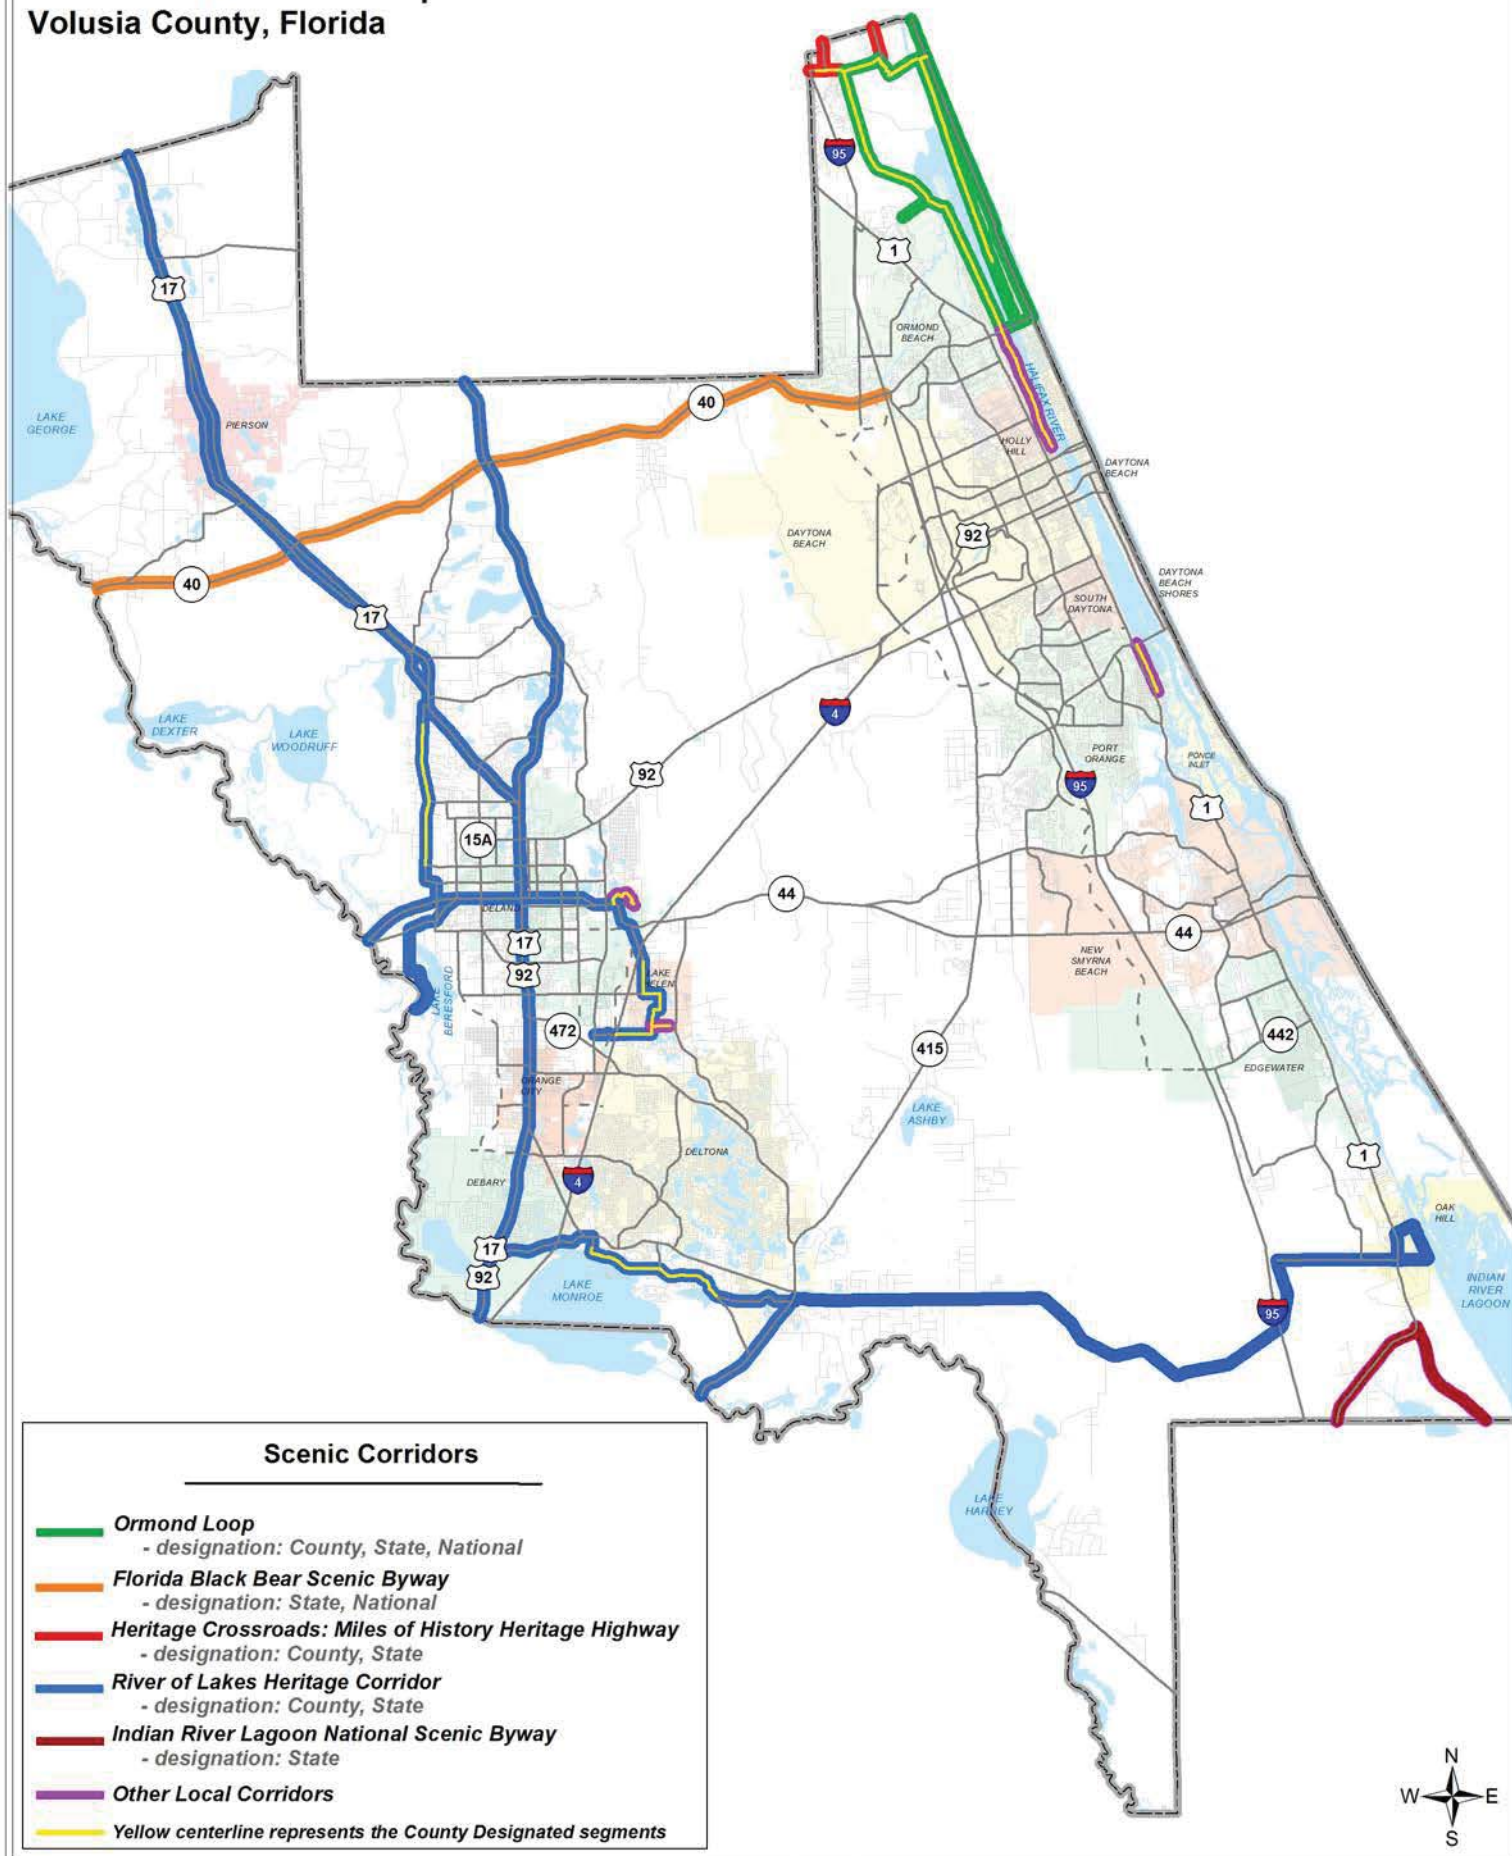 Volusia County, Florida
95
1
17
ORMOND
BEACH
HALIFAX RIVER
40
LAKE
GEORGE
PIERSON
HOLLY
HILL
DAYTONA
BEACH
DAYTONA
BEACH
92
40
DAYTONA
BEACH
SHORES
SOUTH
DAYTONA
17
LAKE
DEXTER
LAKE
WOODRUFF
4
92
PORT
ORANGE
PONCE
INLET
95
1
15A
44
DELAND
44
17
92
NEW
SMYRNA
BEACH
LAKE
HELEN
LAKE
BERESFORD
472
415
442
EDGEWATER
ORANGE
CITY
LAKE
ASHBY
DELTONA
1
DEBARY
4
OAK
HILL
17
92
LAKE
MONROE
INDIAN
RIVER
LAGOON
95
LAKE
HARNEY
Scenic Corridors
Ormond Loop
- designation: County, State, National
Florida Black Bear Scenic Byway
- designation: State, National
Heritage Crossroads: Miles of History Heritage Highway
- designation: County, State
River of Lakes Heritage Corridor
- designation: County, State
Indian River Lagoon National Scenic Byway
- designation: State
Other Local Corridors
Yellow centerline represents the County Designated segments
N
W E
S